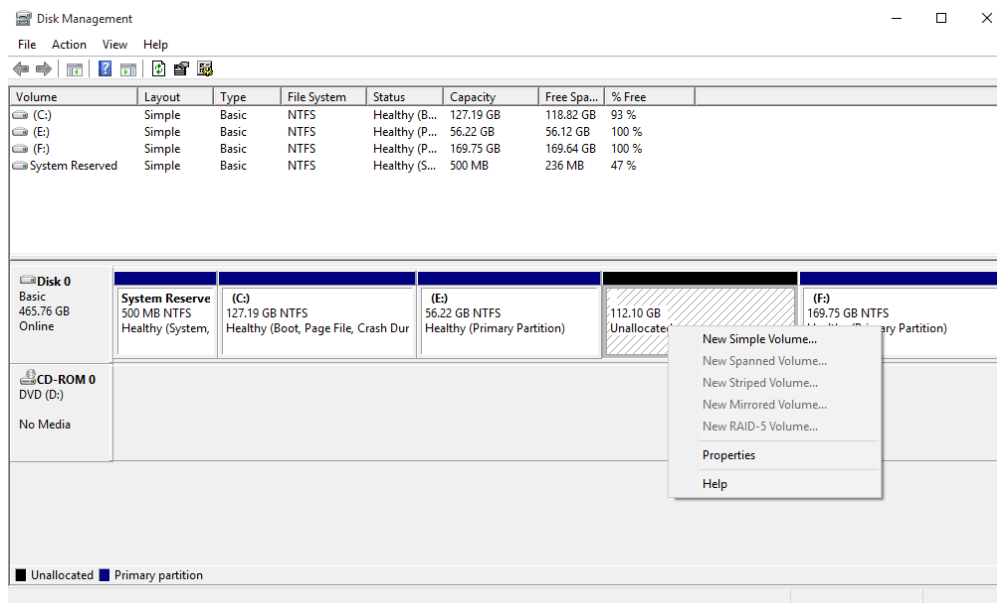 Disk Management
File Action View Help
Volume Layout Type File System Status Capacity Free Spa... % Free
(C:) Simple Basic NTFS Healthy (B... 127.19 GB 118.82 GB 93 %
(E:) Simple Basic NTFS Healthy (P... 56.22 GB 56.12 GB 100 %
(F:) Simple Basic NTFS Healthy (P... 169.75 GB 169.64 GB 100 %
System Reserved Simple Basic NTFS Healthy (S... 500 MB 236 MB 47 %
Disk 0
Basic
465.76 GB
Online
System Reserve
500 MB NTFS
Healthy (System,
(C:)
127.19 GB NTFS
Healthy (Boot, Page File, Crash Dur
(E:)
56.22 GB NTFS
Healthy (Primary Partition)
112.10 GB
Unallocated
(F:)
169.75 GB NTFS
Healthy (Primary Partition)
New Simple Volume...
New Spanned Volume...
New Striped Volume...
New Mirrored Volume...
New RAID-5 Volume...
Properties
Help
CD-ROM 0
DVD (D:)
No Media
Unallocated Primary partition